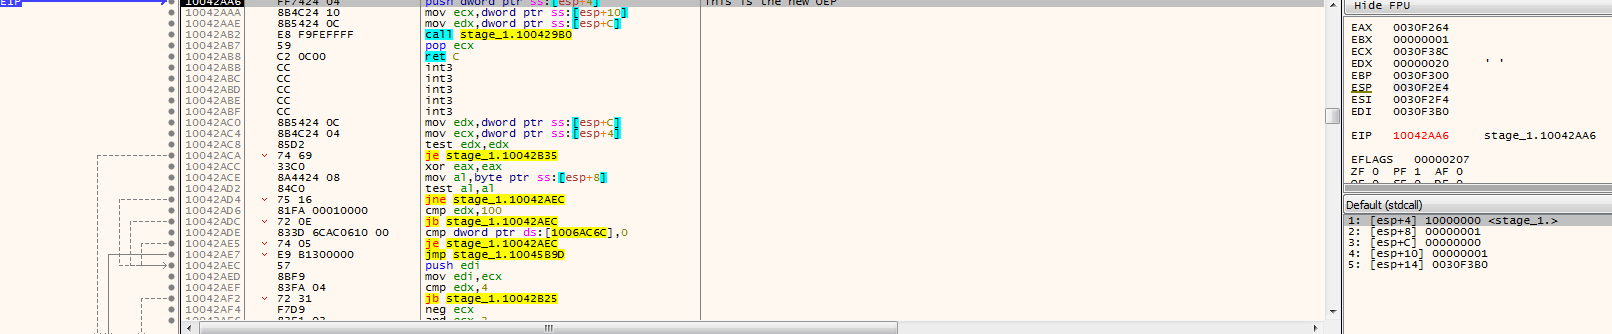 EIP 10042AA6 FF7424 04 push dword ptr ss:[esp+4] This is the new OEP
10042AAA 8B4C24 10 mov ecx,dword ptr ss:[esp+10]
10042AAE 8B5424 0C mov edx,dword ptr ss:[esp+C]
10042AB2 E8 F9FEFFFF call stage_1.100429B0
10042AB7 59 pop ecx
10042AB8 C2 0C00 ret C
10042ABB CC int3
10042ABC CC int3
10042ABD CC int3
10042ABE CC int3
10042ABF CC int3
10042AC0 8B5424 0C mov edx,dword ptr ss:[esp+C]
10042AC4 8B4C24 04 mov ecx,dword ptr ss:[esp+4]
10042AC8 85D2 test edx,edx
10042ACA 74 69 je stage_1.10042B35
10042ACC 33C0 xor eax,eax
10042ACE 8A4424 08 mov al,byte ptr ss:[esp+8]
10042AD2 84C0 test al,al
10042AD4 75 16 jne stage_1.10042AEC
10042AD6 81FA 00010000 cmp edx,100
10042ADC 72 0E jb stage_1.10042AEC
10042ADE 833D 6CAC0610 00 cmp dword ptr ds:[1006AC6C],0
10042AE5 74 05 je stage_1.10042AEC
10042AE7 E9 B1300000 jmp stage_1.10045B9D
10042AEC 57 push edi
10042AED 8BF9 mov edi,ecx
10042AEF 83FA 04 cmp edx,4
10042AF2 72 31 jb stage_1.10042B25
10042AF4 F7D9 neg ecx
Hide FPU
EAX 0030F264
EBX 00000001
ECX 0030F38C
EDX 00000020 ' '
EBP 0030F300
ESP 0030F2E4
ESI 0030F2F4
EDI 0030F3B0
EIP 10042AA6 stage_1.10042AA6
EFLAGS 00000207
ZF 0 PF 1 AF 0
Default (stdcall)
1: [esp+4] 10000000 <stage_1.>
2: [esp+8] 00000001
3: [esp+C] 00000000
4: [esp+10] 00000001
5: [esp+14] 0030F3B0